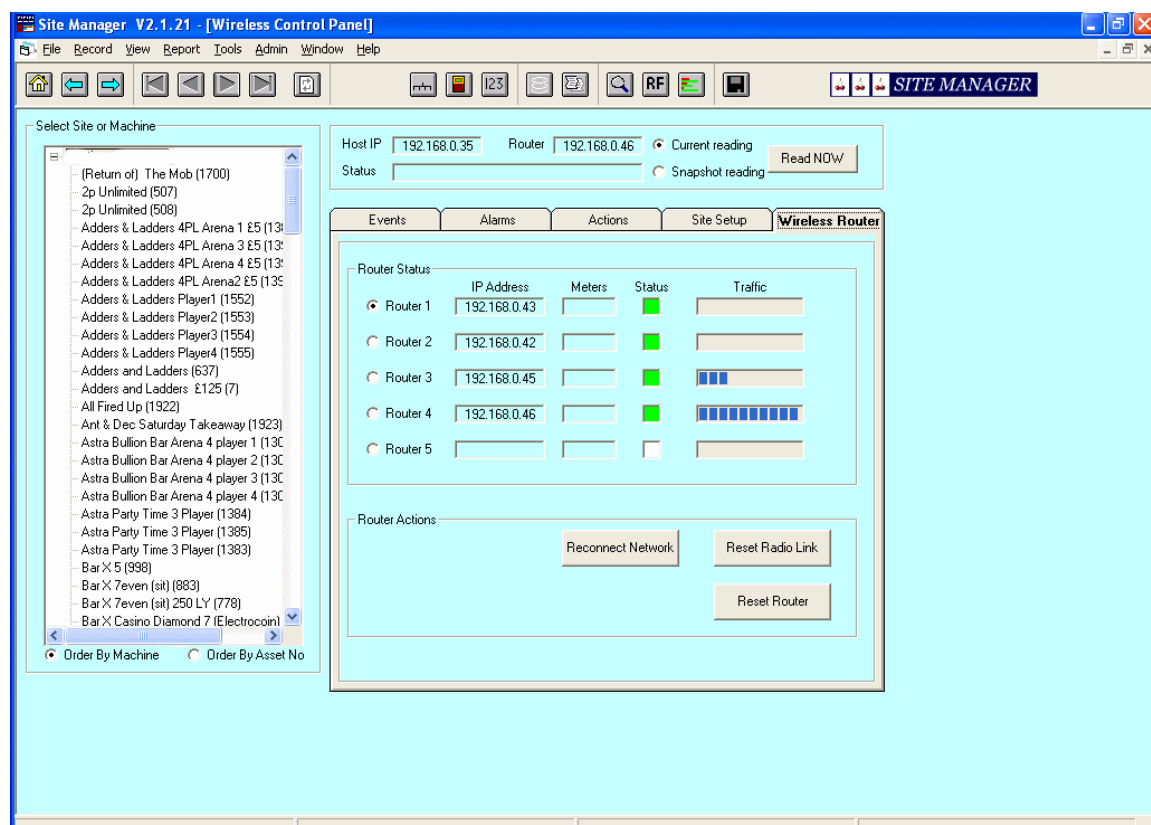 Site Manager V2.1.21 - [Wireless Control Panel]
File Record View Report Tools Admin Window Help
123 RF SITE MANAGER
Select Site or Machine
(Return of) The Mob (1700)
2p Unlimited (507)
2p Unlimited (508)
Adders & Ladders 4PL Arena 1 £5 (13
Adders & Ladders 4PL Arena 3 £5 (13
Adders & Ladders 4PL Arena 4 £5 (13
Adders & Ladders 4PL Arena2 £5 (139
Adders & Ladders Player1 (1552)
Adders & Ladders Player2 (1553)
Adders & Ladders Player3 (1554)
Adders & Ladders Player4 (1555)
Adders and Ladders (637)
Adders and Ladders £125 (7)
All Fired Up (1922)
Ant & Dec Saturday Takeaway (1923)
Astra Bullion Bar Arena 4 player 1 (130
Astra Bullion Bar Arena 4 player 2 (130
Astra Bullion Bar Arena 4 player 3 (130
Astra Bullion Bar Arena 4 player 4 (130
Astra Party Time 3 Player (1384)
Astra Party Time 3 Player (1385)
Astra Party Time 3 Player (1383)
Bar X 5 (998)
Bar X 7even (sit) (883)
Bar X 7even (sit) 250 LY (778)
Bar X Casino Diamond 7 (Electrocoin)
Order By Machine Order By Asset No
Host IP 192.168.0.35 Router 192.168.0.46 Current reading
Read NOW
Status Snapshot reading
Events Alarms Actions Site Setup Wireless Router
Router Status
IP Address Meters Status Traffic
Router 1 192.168.0.43
Router 2 192.168.0.42
Router 3 192.168.0.45
Router 4 192.168.0.46
Router 5
Router Actions
Reconnect Network Reset Radio Link
Reset Router